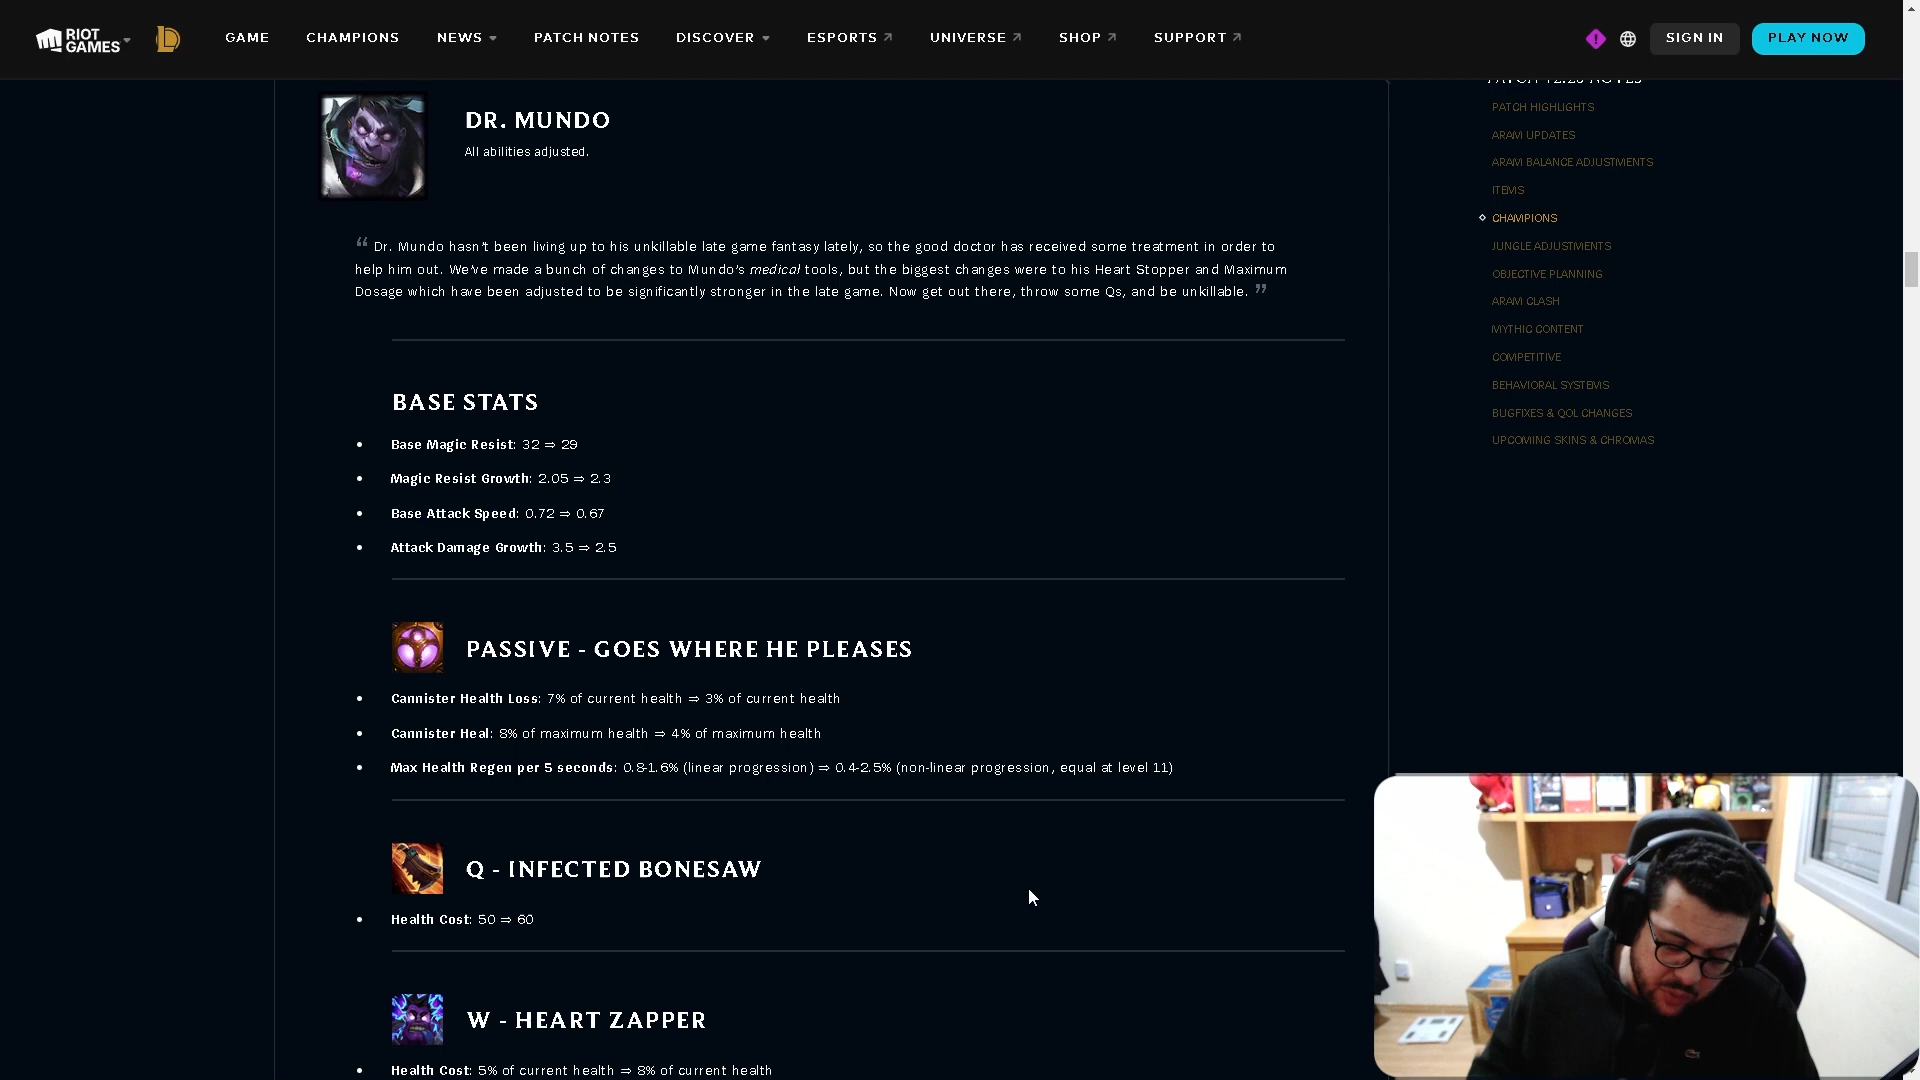 RIOT GAMES
GAME CHAMPIONS NEWS PATCH NOTES DISCOVER ESPORTS UNIVERSE SHOP SUPPORT SIGN IN PLAY NOW
DR. MUNDO
All abilities adjusted.
“ Dr. Mundo hasn't been living up to his unkillable late game fantasy lately, so the good doctor has received some treatment in order to
help him out. We've made a bunch of changes to Mundo's medical tools, but the biggest changes were to his Heart Stopper and Maximum
Dosage which have been adjusted to be significantly stronger in the late game. Now get out there, throw some Qs, and be unkillable. ”
BASE STATS
• Base Magic Resist: 32 ⇒ 29
• Magic Resist Growth: 2.05 ⇒ 2.3
• Base Attack Speed: 0.72 ⇒ 0.67
• Attack Damage Growth: 3.5 ⇒ 2.5
PASSIVE - GOES WHERE HE PLEASES
• Cannister Health Loss: 7% of current health ⇒ 3% of current health
• Cannister Heal: 8% of maximum health ⇒ 4% of maximum health
• Max Health Regen per 5 seconds: 0.8-1.6% (linear progression) ⇒ 0.4-2.5% (non-linear progression, equal at level 11)
Q - INFECTED BONESAW
• Health Cost: 50 ⇒ 60
W - HEART ZAPPER
• Health Cost: 5% of current health ⇒ 8% of current health
PATCH HIGHLIGHTS
ARAM UPDATES
ARAM BALANCE ADJUSTMENTS
ITEMS
CHAMPIONS
JUNGLE ADJUSTMENTS
OBJECTIVE PLANNING
ARAM CLASH
MYTHIC CONTENT
COMPETITIVE
BEHAVIORAL SYSTEMS
BUGFIXES & QOL CHANGES
UPCOMING SKINS & CHROMAS